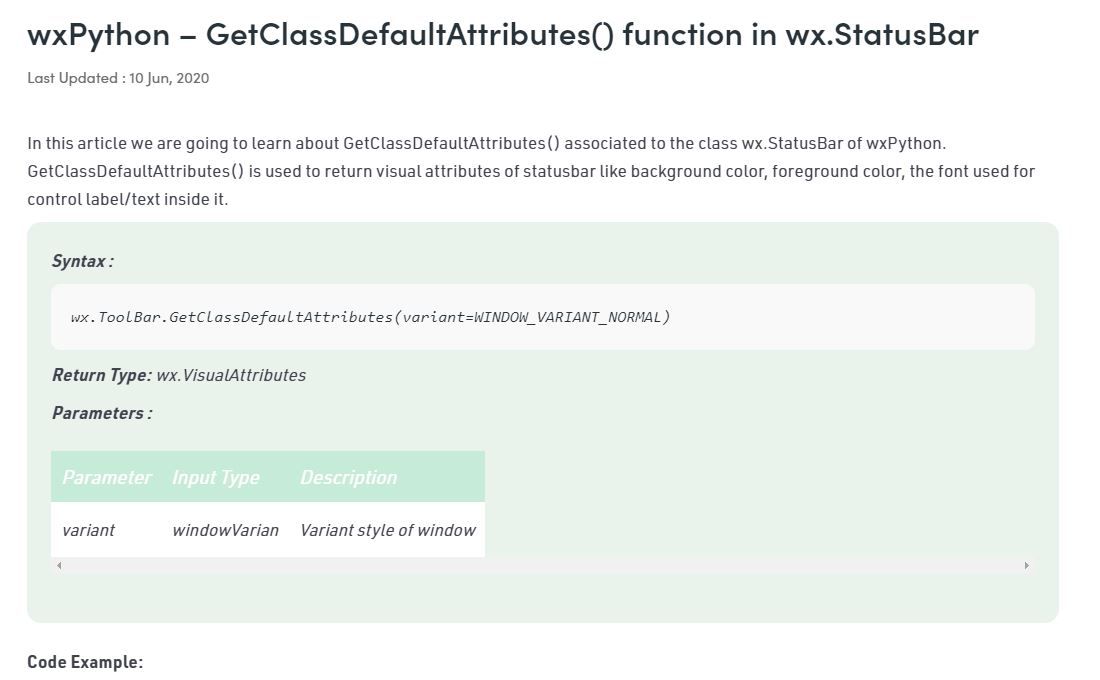 wxPython – GetClassDefaultAttributes() function in wx.StatusBar
Last Updated : 10 Jun, 2020
In this article we are going to learn about GetClassDefaultAttributes() associated to the class wx.StatusBar of wxPython.
GetClassDefaultAttributes() is used to return visual attributes of statusbar like background color, foreground color, the font used for
control label/text inside it.
Syntax :
wx.ToolBar.GetClassDefaultAttributes(variant=WINDOW_VARIANT_NORMAL)
Return Type: wx.VisualAttributes
Parameters :
Parameter Input Type Description
variant windowVarian Variant style of window
Code Example: